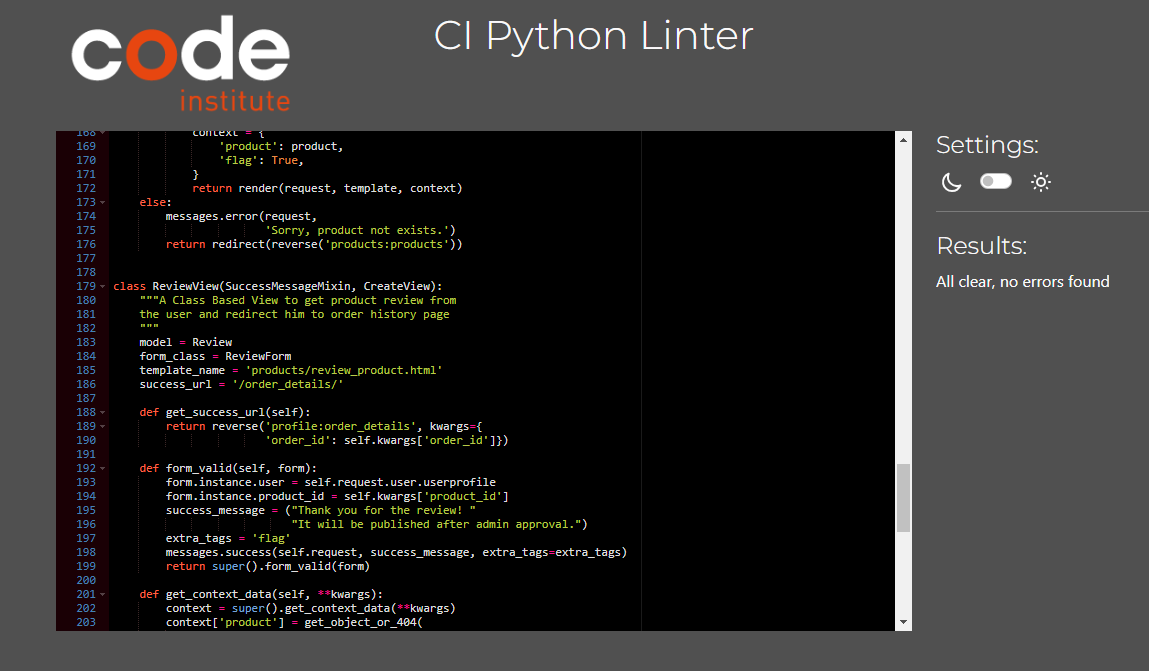 code
institute
CI Python Linter
168 context = {
169 'product': product,
170 'flag': True,
171 }
172 return render(request, template, context)
173 else:
174 messages.error(request,
175 'Sorry, product not exists.')
176 return redirect(reverse('products:products'))
177
178
179 class ReviewView(SuccessMessageMixin, CreateView):
180 """A Class Based View to get product review from
181 the user and redirect him to order history page
182 """
183 model = Review
184 form_class = ReviewForm
185 template_name = 'products/review_product.html'
186 success_url = '/order_details/'
187
188 def get_success_url(self):
189 return reverse('profile:order_details', kwargs={
190 'order_id': self.kwargs['order_id']})
191
192 def form_valid(self, form):
193 form.instance.user = self.request.user.userprofile
194 form.instance.product_id = self.kwargs['product_id']
195 success_message = ("Thank you for the review! "
196 "It will be published after admin approval.")
197 extra_tags = 'flag'
198 messages.success(self.request, success_message, extra_tags=extra_tags)
199 return super().form_valid(form)
200
201 def get_context_data(self, **kwargs):
202 context = super().get_context_data(**kwargs)
203 context['product'] = get_object_or_404(
Settings:
Results:
All clear, no errors found